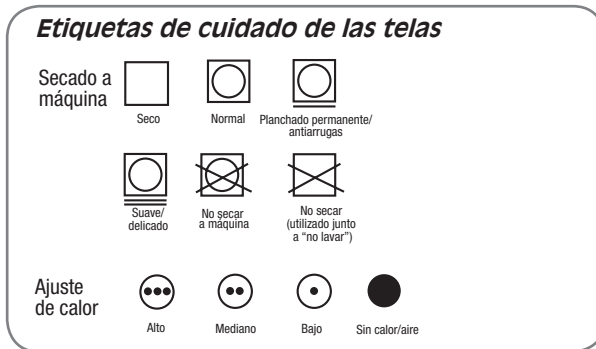 Etiquetas de cuidado de las telas
Secado a
máquina
Seco
Normal
Planchado permanente/
antiarrugas
Suave/
delicado
No secar
a máquina
No secar
(utilizado junto
a "no lavar")
Ajuste
de calor
Alto
Mediano
Bajo
Sin calor/aire